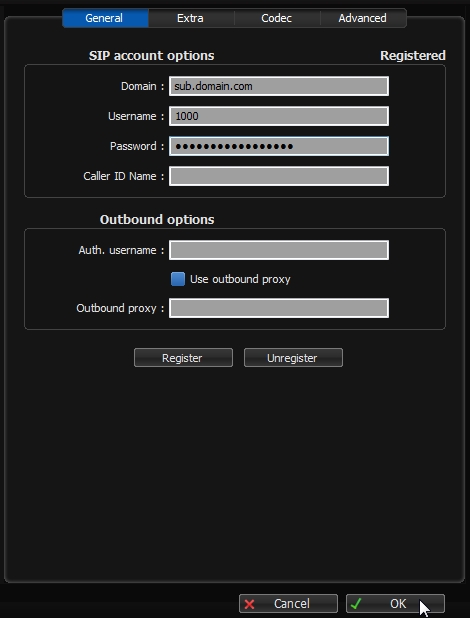 General Extra Codec Advanced
SIP account options Registered
Domain : sub.domain.com
Username : 1000
Password : •••••••••••••••••
Caller ID Name :
Outbound options
Auth. username :
Use outbound proxy
Outbound proxy :
Register Unregister
Cancel OK